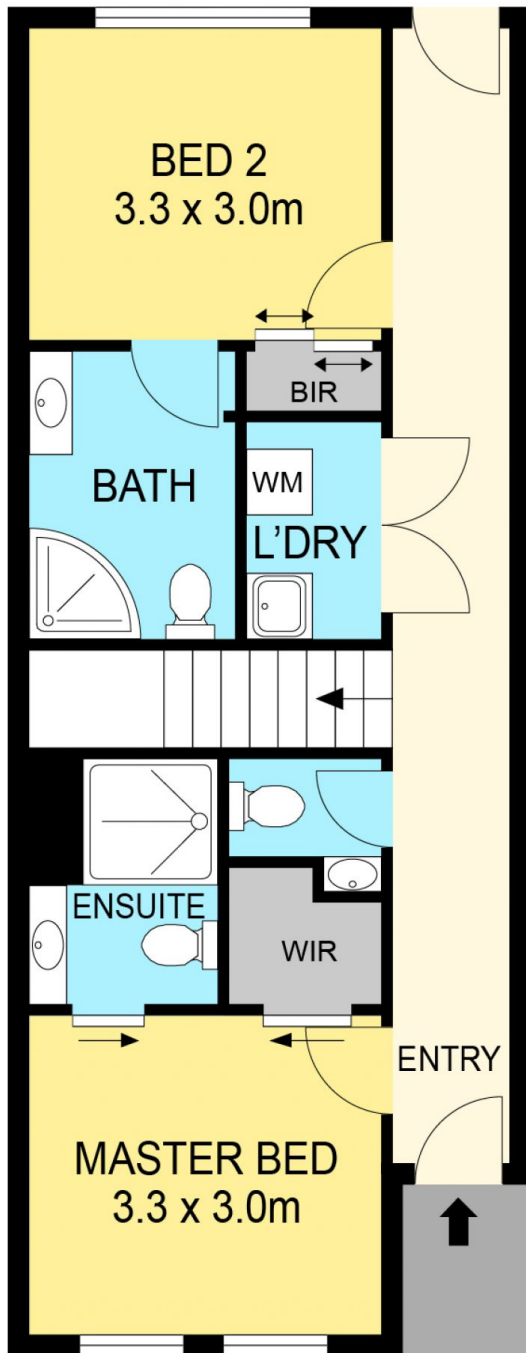 BED 2
3.3 x 3.0m
BIR
BATH
WM
L'DRY
ENSUITE
WIR
ENTRY
MASTER BED
3.3 x 3.0m